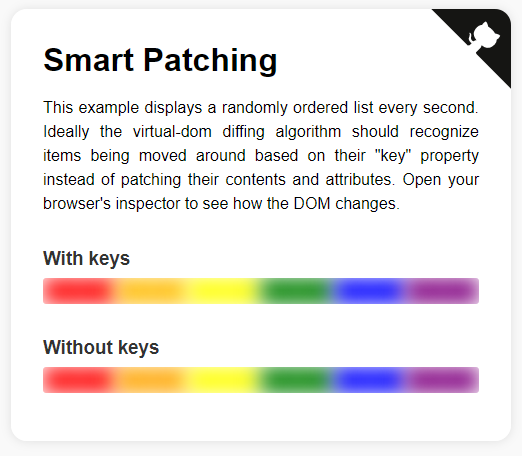 Smart Patching
This example displays a randomly ordered list every second.
Ideally the virtual-dom diffing algorithm should recognize
items being moved around based on their "key" property
instead of patching their contents and attributes. Open your
browser's inspector to see how the DOM changes.
With keys
Without keys